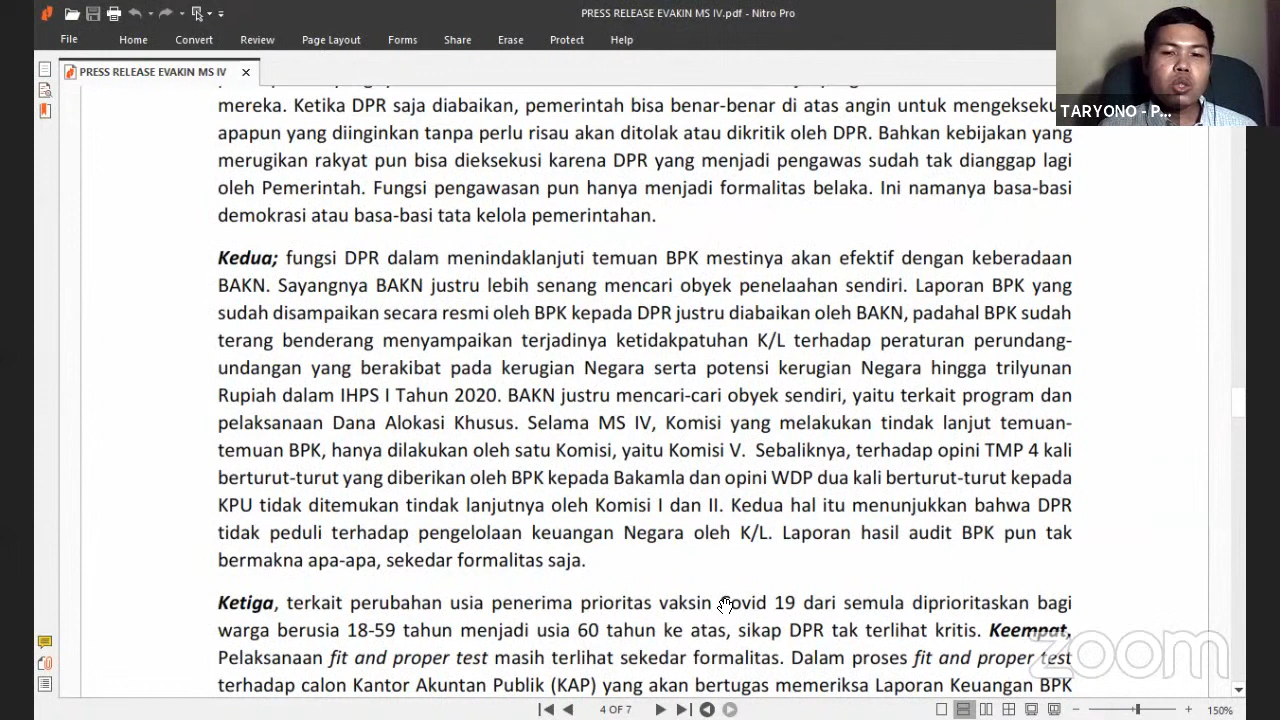 PRESS RELEASE EVAKIN MS IV.pdf - Nitro Pro
File Home Convert Review Page Layout Forms Share Erase Protect Help
PRESS RELEASE EVAKIN MS IV
TARYONO - P...
mereka. Ketika DPR saja diabaikan, pemerintah bisa benar-benar di atas angin untuk mengeksekusi
apapun yang diinginkan tanpa perlu risau akan ditolak atau dikritik oleh DPR. Bahkan kebijakan yang
merugikan rakyat pun bisa dieksekusi karena DPR yang menjadi pengawas sudah tak dianggap lagi
oleh Pemerintah. Fungsi pengawasan pun hanya menjadi formalitas belaka. Ini namanya basa-basi
demokrasi atau basa-basi tata kelola pemerintahan.
Kedua; fungsi DPR dalam menindaklanjuti temuan BPK mestinya akan efektif dengan keberadaan
BAKN. Sayangnya BAKN justru lebih senang mencari obyek penelaahan sendiri. Laporan BPK yang
sudah disampaikan secara resmi oleh BPK kepada DPR justru diabaikan oleh BAKN, padahal BPK sudah
terang benderang menyampaikan terjadinya ketidakpatuhan K/L terhadap peraturan perundang-
undangan yang berakibat pada kerugian Negara serta potensi kerugian Negara hingga trilyunan
Rupiah dalam IHPS I Tahun 2020. BAKN justru mencari-cari obyek sendiri, yaitu terkait program dan
pelaksanaan Dana Alokasi Khusus. Selama MS IV, Komisi yang melakukan tindak lanjut temuan-
temuan BPK, hanya dilakukan oleh satu Komisi, yaitu Komisi V. Sebaliknya, terhadap opini TMP 4 kali
berturut-turut yang diberikan oleh BPK kepada Bakamla dan opini WDP dua kali berturut-turut kepada
KPU tidak ditemukan tindak lanjutnya oleh Komisi I dan II. Kedua hal itu menunjukkan bahwa DPR
tidak peduli terhadap pengelolaan keuangan Negara oleh K/L. Laporan hasil audit BPK pun tak
bermakna apa-apa, sekedar formalitas saja.
Ketiga, terkait perubahan usia penerima prioritas vaksin Covid 19 dari semula diprioritaskan bagi
warga berusia 18-59 tahun menjadi usia 60 tahun ke atas, sikap DPR tak terlihat kritis. Keempat,
Pelaksanaan fit and proper test masih terlihat sekedar formalitas. Dalam proses fit and proper test
terhadap calon Kantor Akuntan Publik (KAP) yang akan bertugas memeriksa Laporan Keuangan BPK
zoom
4 OF 7
150%